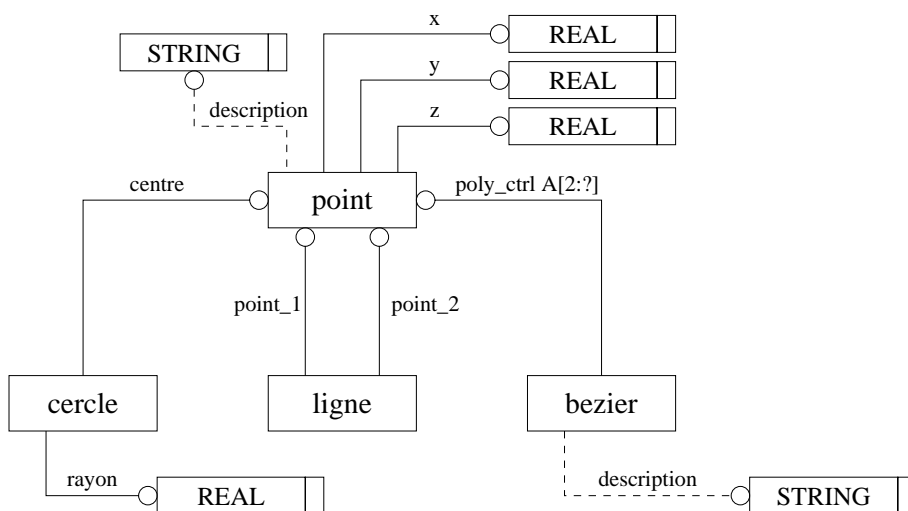 x
REAL
STRING
y
REAL
description
z
REAL
centre
point
poly_ctrl A[2:?]
point_1
point_2
cercle
ligne
bezier
rayon
REAL
description
STRING